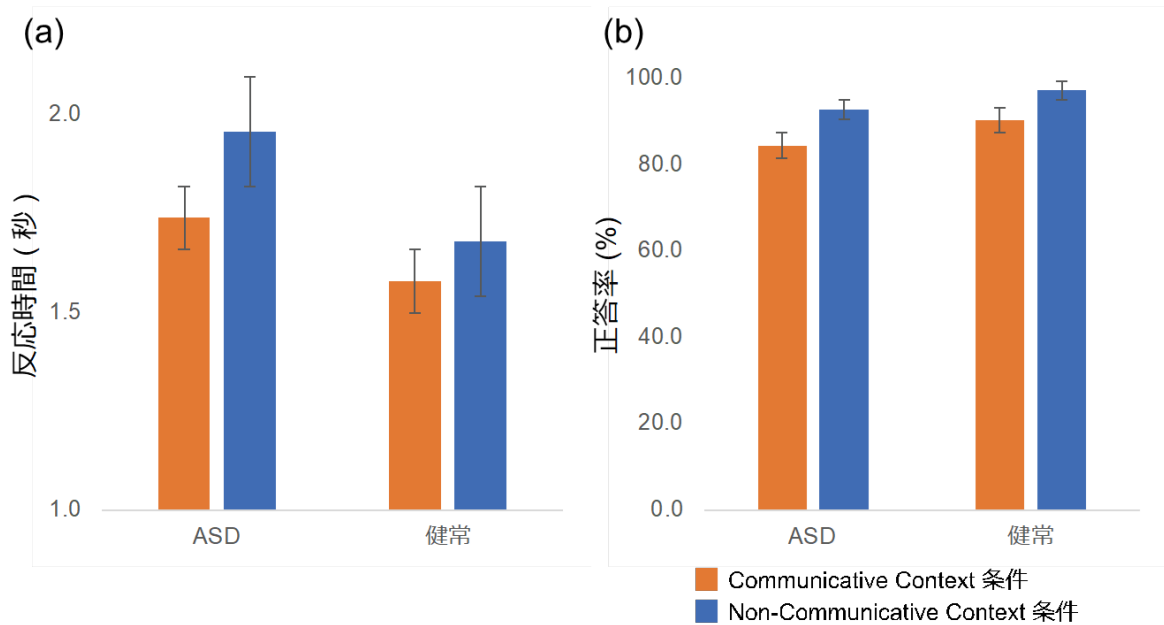 (a)
反応時間 ( 秒 )
2.0
1.5
1.0
ASD
健常
(b)
正答率 (%)
100.0
80.0
60.0
40.0
20.0
0.0
ASD
健常
Communicative Context 条件
Non-Communicative Context 条件